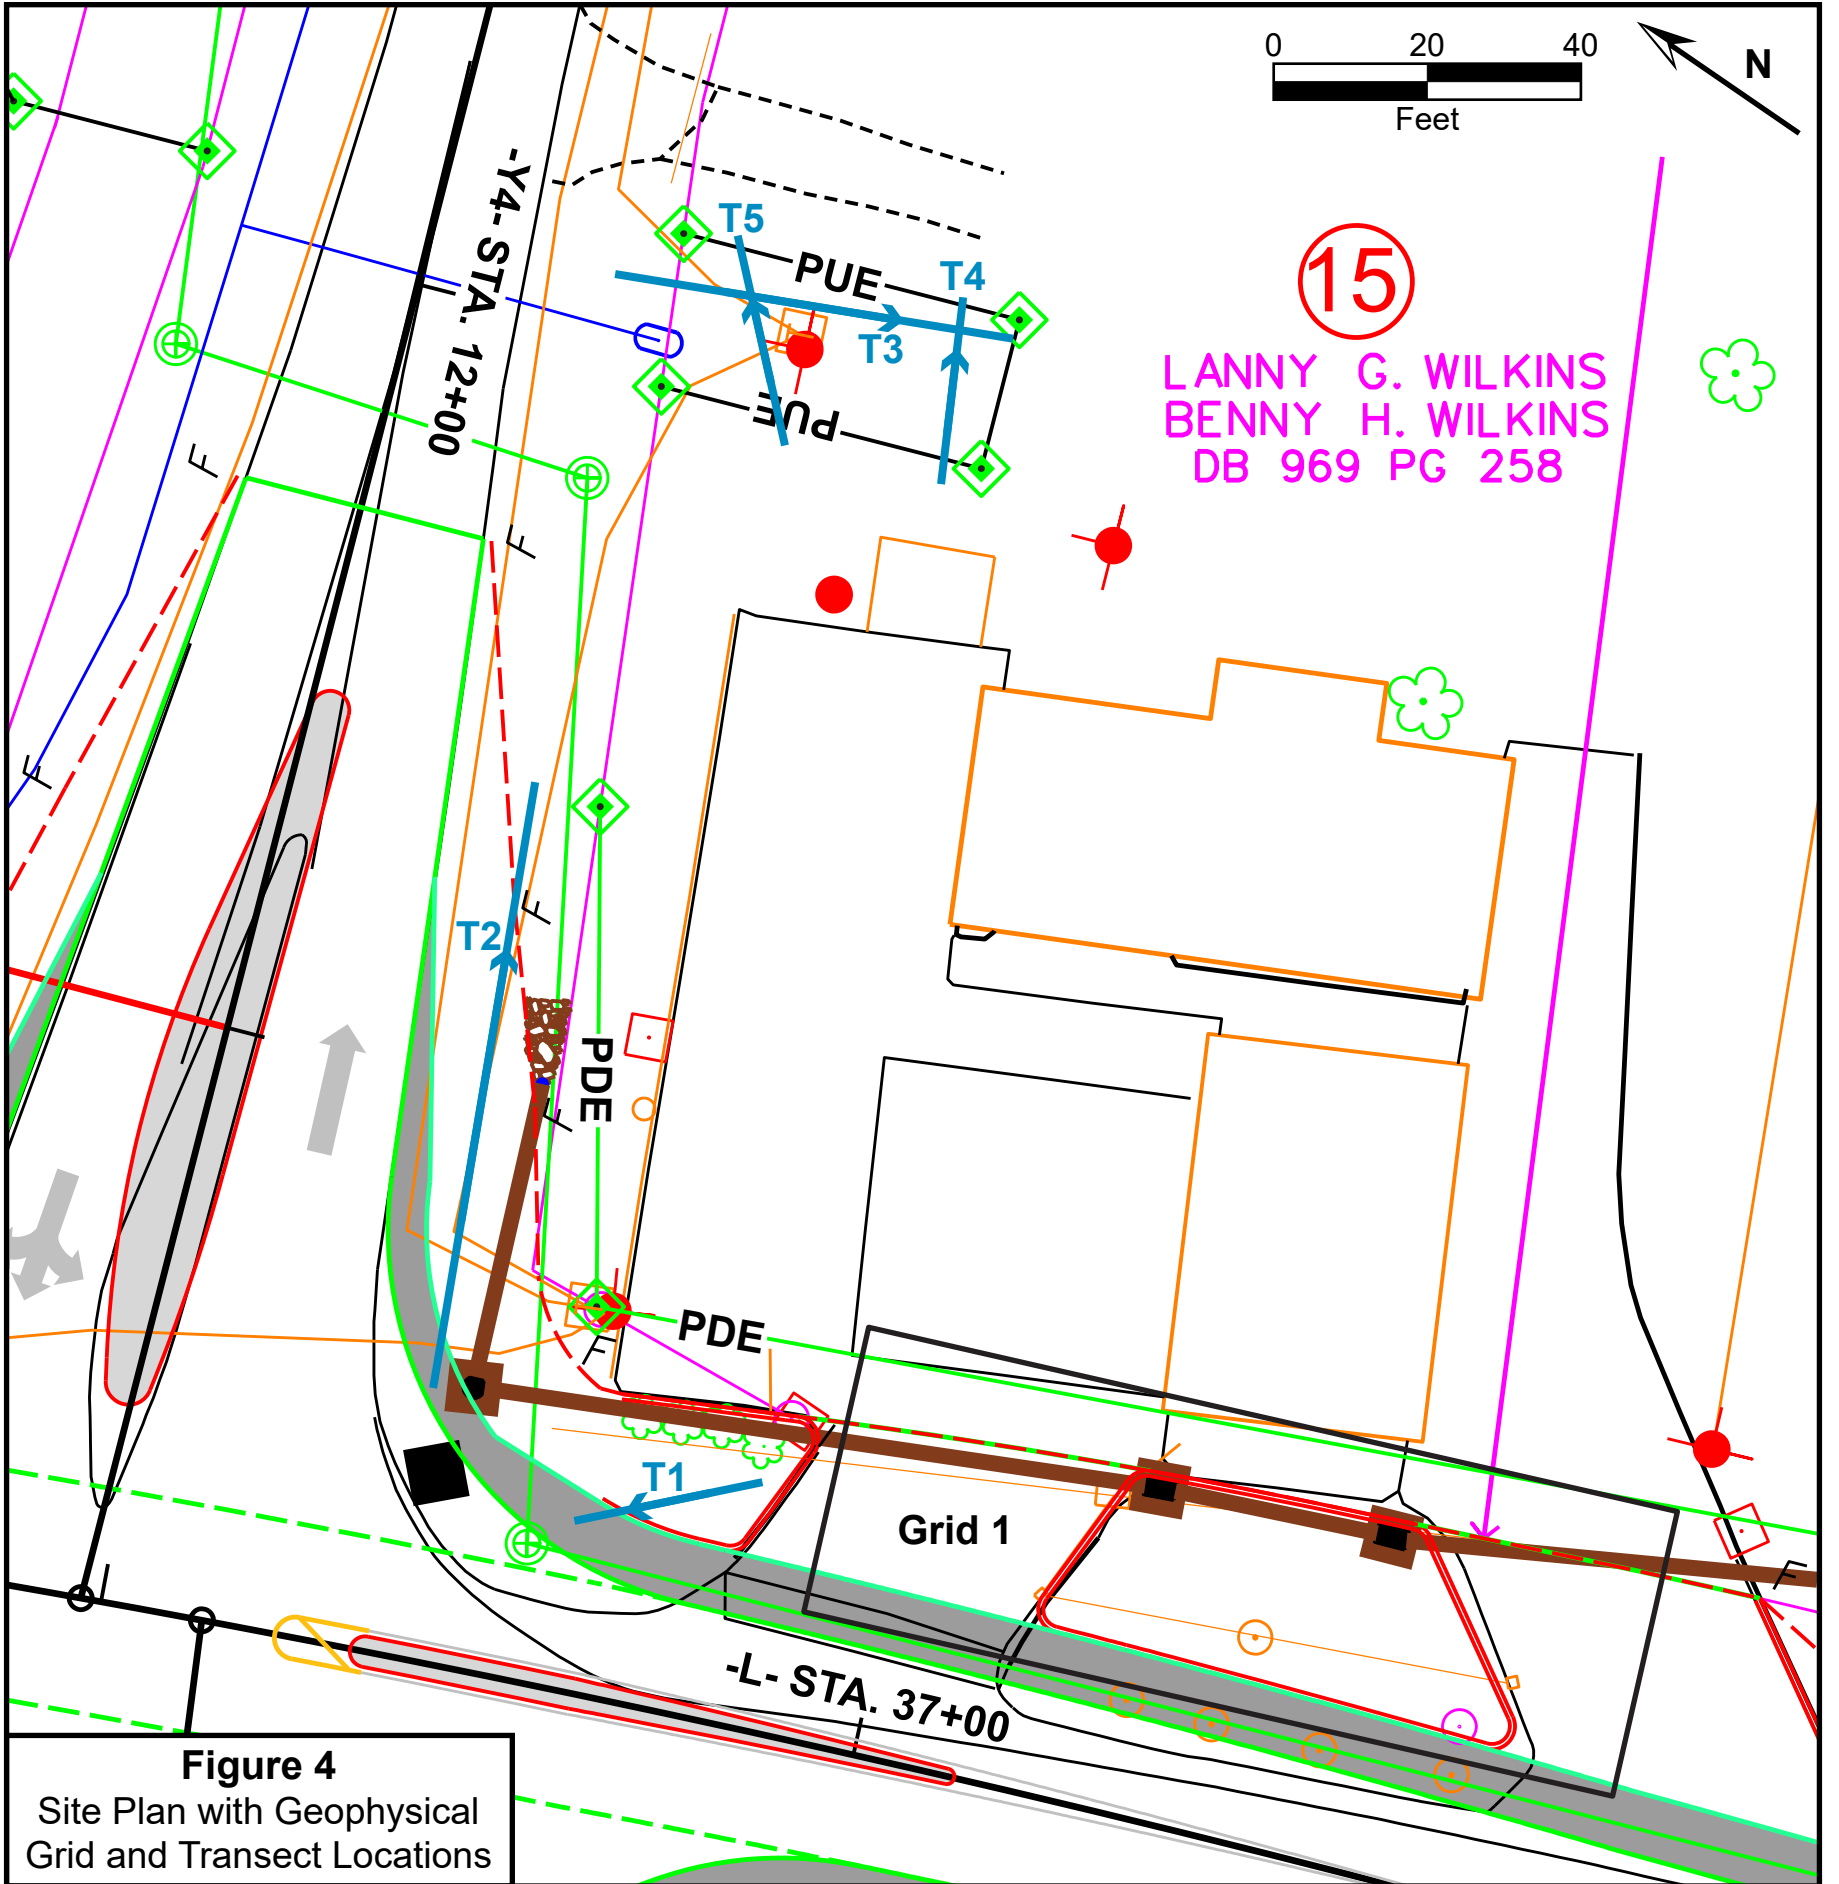 0 20 40
Feet
N
-Y4- STA. 12+00
T5
PUE
T4
T3
PUE
15
LANNY G. WILKINS
BENNY H. WILKINS
DB 969 PG 258
F
F
F
F
T2
PDE
F
PDE
F
T1
Grid 1
F
-L- STA. 37+00
Figure 4
Site Plan with Geophysical
Grid and Transect Locations